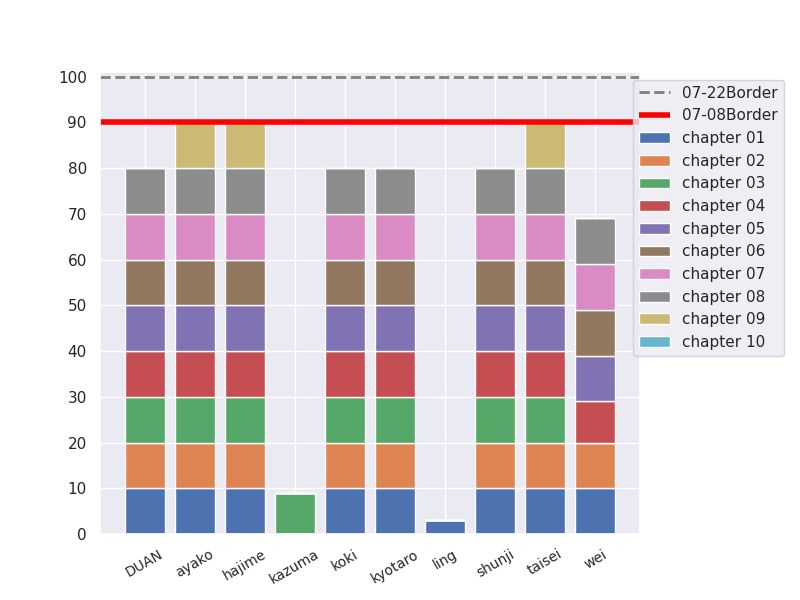 100
90
80
70
60
50
40
30
20
10
0
DUAN
ayako
hajime
kazuma
koki
kyotaro
ling
shunji
taisei
wei
07-22Border
07-08Border
chapter 01
chapter 02
chapter 03
chapter 04
chapter 05
chapter 06
chapter 07
chapter 08
chapter 09
chapter 10